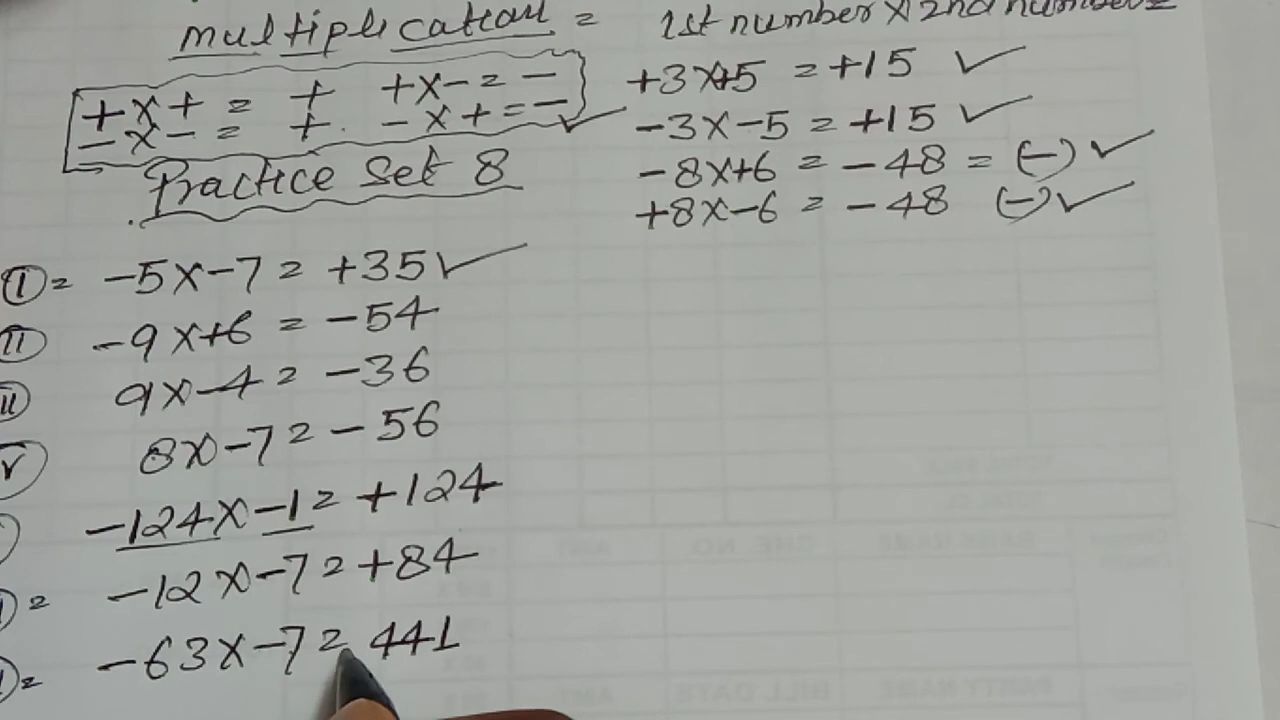 multiplication = 1st number × 2nd number =
+×+ = + +×- = -
-×- = + -×+ = -
Practice Set 8
+3×+5 = +15 ✓
-3×-5 = +15 ✓
-8×+6 = -48 = (-) ✓
+8×-6 = -48 (-) ✓
① = -5×-7 = +35 ✓
-9×+6 = -54
9×-4 = -36
8×-7 = -56
-124×-1 = +124
= -12×-7 = +84
= -63×-7 = 441